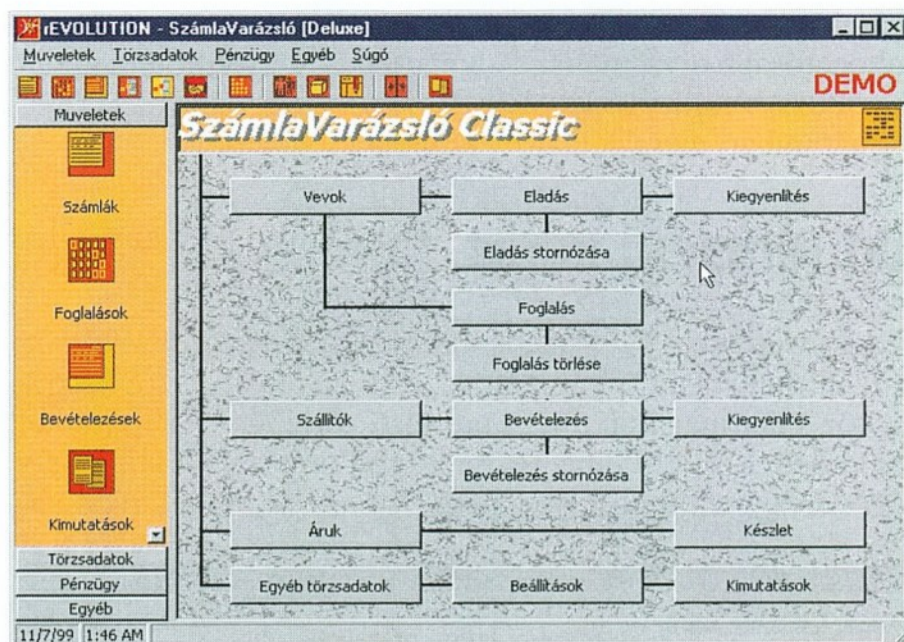 rEVOLUTION - SzámlaVarázsló [Deluxe]
Muveletek Törzsadatok Pénzügy Egyéb Súgó
DEMO
Muveletek
Számlák
Foglalások
Bevételezések
Kimutatások
Törzsadatok
Pénzügy
Egyéb
SzámlaVarázsló Classic
Vevok Eladás Kiegyenlítés
Eladás stornózása
Foglalás
Foglalás törlése
Szállítók Bevételezés Kiegyenlítés
Bevételezés stornózása
Áruk Készlet
Egyéb törzsadatok Beállítások Kimutatások
11/7/99 1:46 AM